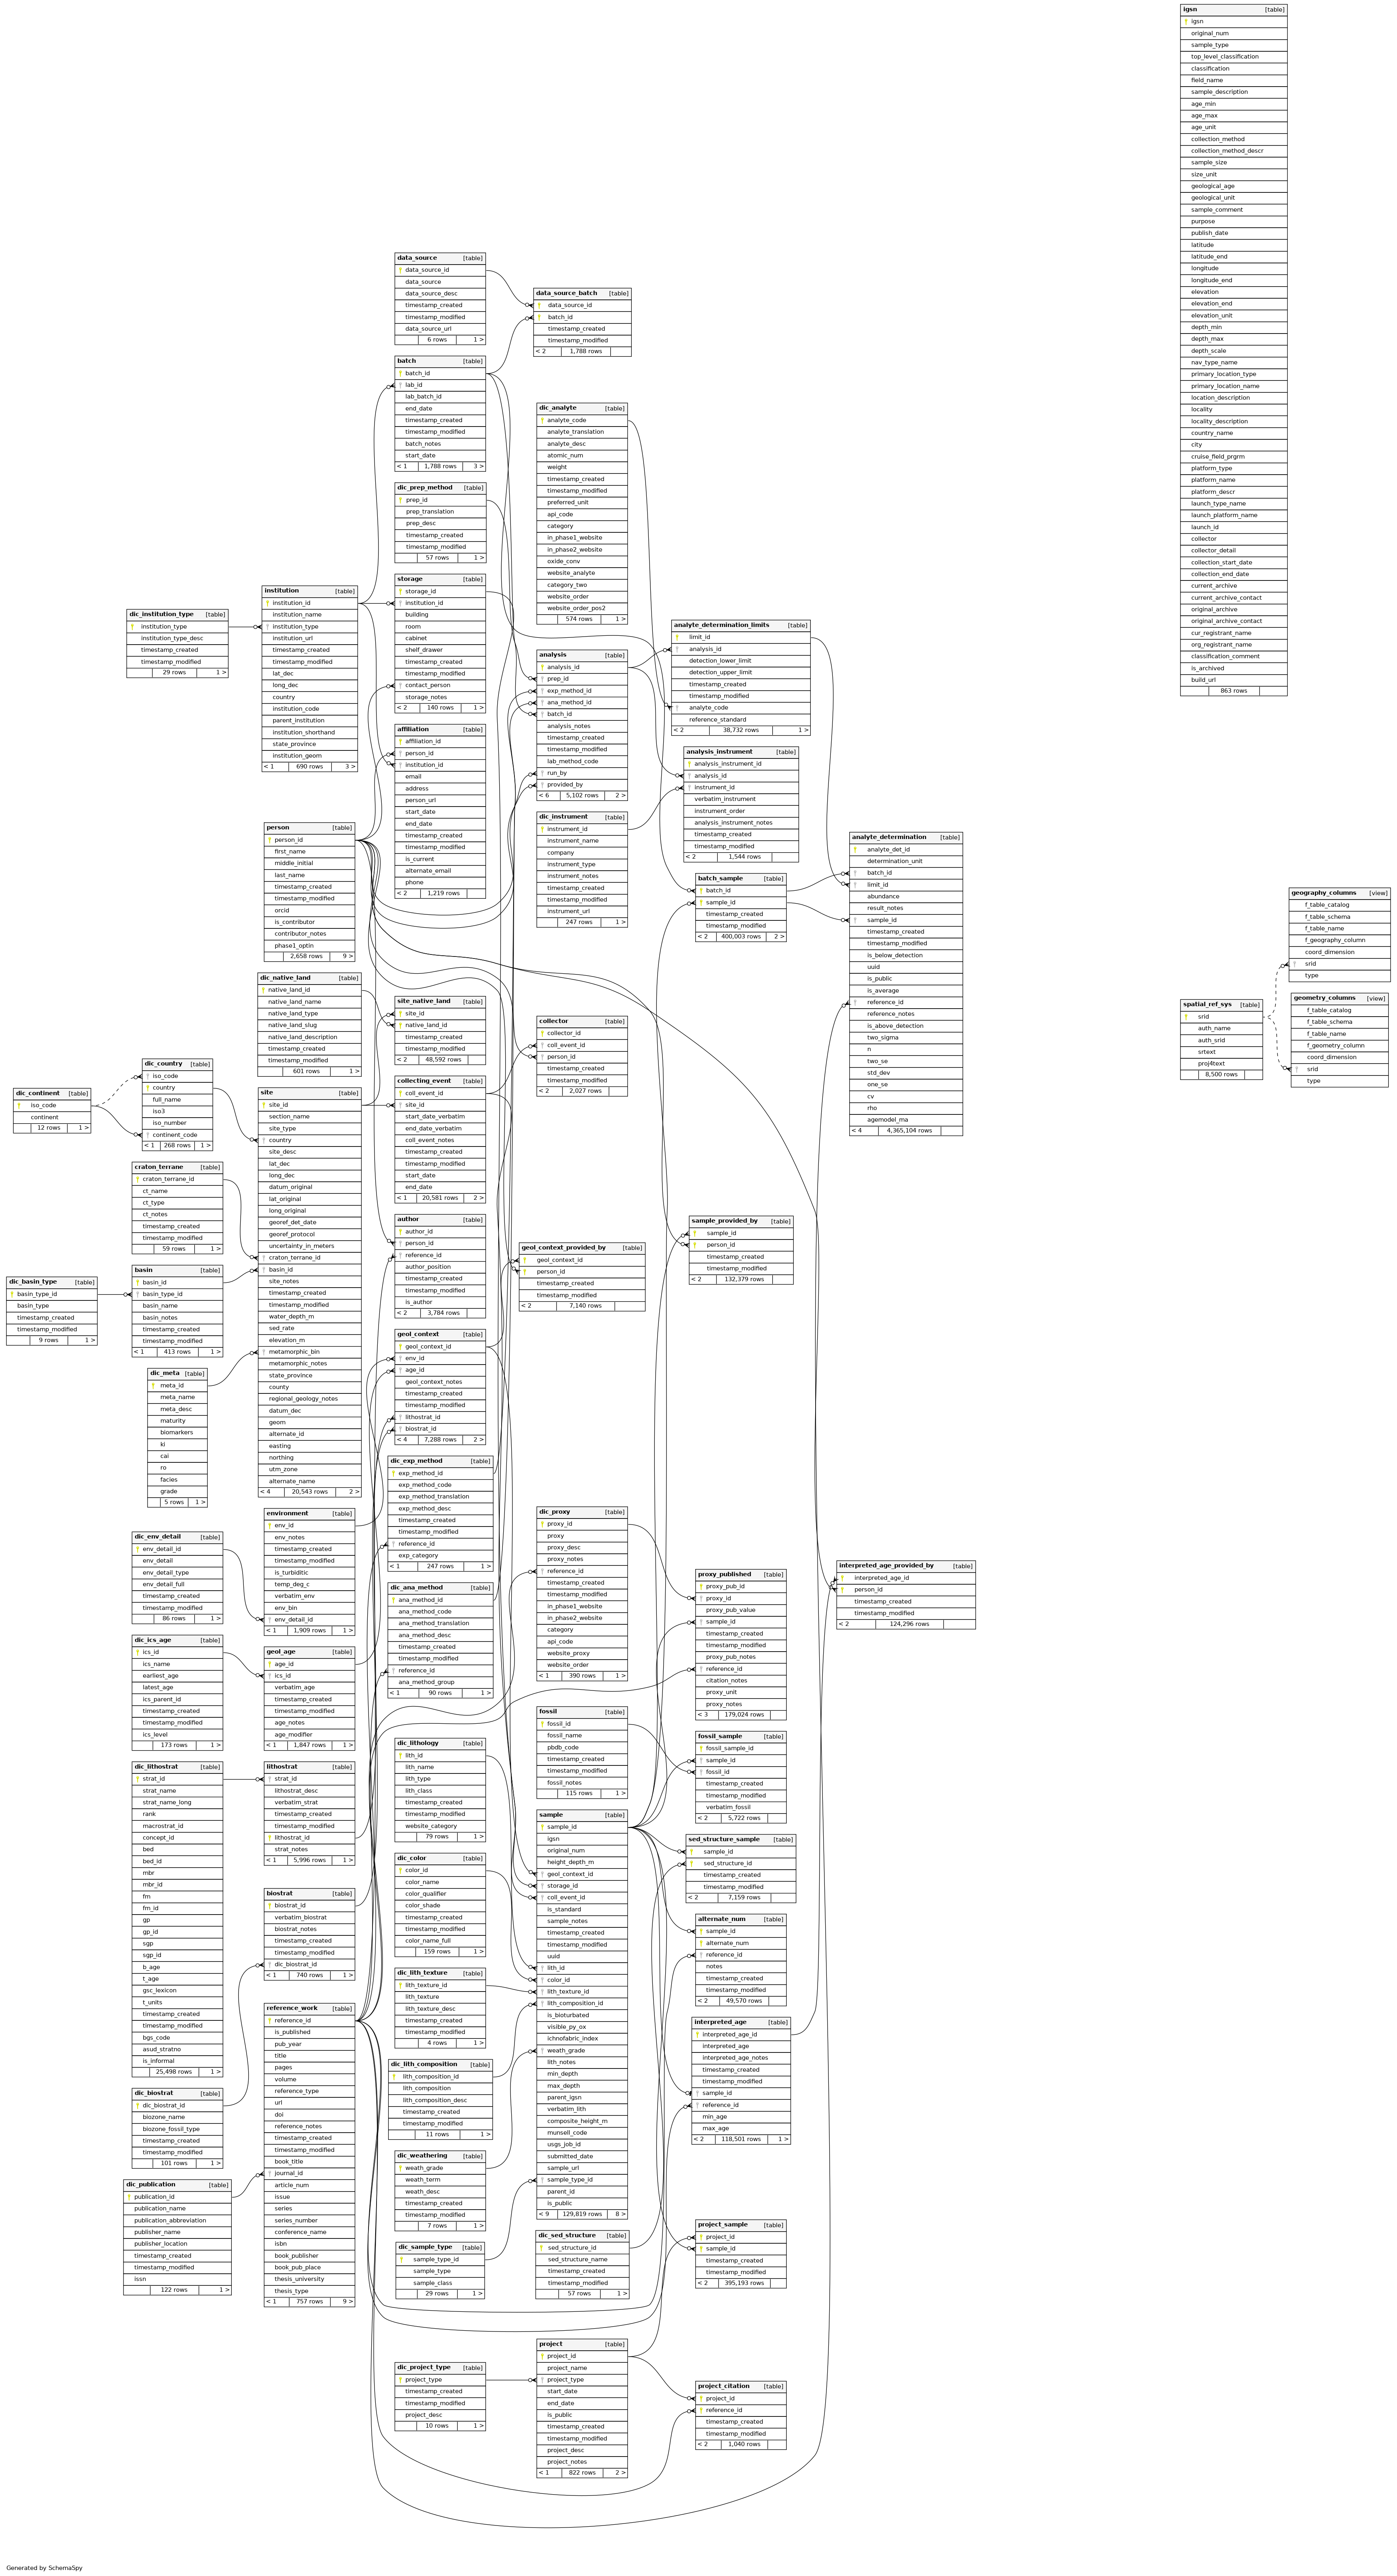 igsn [table]
igsn
original_num
sample_type
top_level_classification
classification
field_name
sample_description
age_min
age_max
age_unit
collection_method
collection_method_descr
sample_size
size_unit
geological_age
geological_unit
sample_comment
purpose
publish_date
latitude
latitude_end
longitude
longitude_end
elevation
elevation_end
elevation_unit
depth_min
depth_max
depth_scale
nav_type_name
primary_location_type
primary_location_name
location_description
locality
locality_description
country_name
city
cruise_field_prgrm
platform_type
platform_name
platform_descr
launch_type_name
launch_platform_name
launch_id
collector
collector_detail
collection_start_date
collection_end_date
current_archive
current_archive_contact
original_archive
original_archive_contact
cur_registrant_name
org_registrant_name
classification_comment
is_archived
build_url
863 rows
data_source [table]
data_source_id
data_source
data_source_desc
timestamp_created
timestamp_modified
data_source_url
6 rows 1 >
data_source_batch [table]
data_source_id
batch_id
timestamp_created
timestamp_modified
< 2 1,788 rows
batch [table]
batch_id
lab_id
lab_batch_id
end_date
timestamp_created
timestamp_modified
batch_notes
start_date
< 1 1,788 rows 3 >
dic_analyte [table]
analyte_code
analyte_translation
analyte_desc
atomic_num
weight
timestamp_created
timestamp_modified
preferred_unit
api_code
category
in_phase1_website
in_phase2_website
oxide_conv
website_analyte
category_two
website_order
website_order_pos2
574 rows 1 >
dic_prep_method [table]
prep_id
prep_translation
prep_desc
timestamp_created
timestamp_modified
57 rows 1 >
storage [table]
storage_id
institution_id
building
room
cabinet
shelf_drawer
timestamp_created
timestamp_modified
contact_person
storage_notes
< 2 140 rows 1 >
institution [table]
institution_id
institution_name
institution_type
institution_url
timestamp_created
timestamp_modified
lat_dec
long_dec
country
institution_code
parent_institution
institution_shorthand
state_province
institution_geom
< 1 690 rows 3 >
dic_institution_type [table]
institution_type
institution_type_desc
timestamp_created
timestamp_modified
29 rows 1 >
analyte_determination_limits [table]
limit_id
analysis_id
detection_lower_limit
detection_upper_limit
timestamp_created
timestamp_modified
analyte_code
reference_standard
< 2 38,732 rows 1 >
analysis [table]
analysis_id
prep_id
exp_method_id
ana_method_id
batch_id
analysis_notes
timestamp_created
timestamp_modified
lab_method_code
run_by
provided_by
< 6 5,102 rows 2 >
affiliation [table]
affiliation_id
person_id
institution_id
email
address
person_url
start_date
end_date
timestamp_created
timestamp_modified
is_current
alternate_email
phone
< 2 1,219 rows
analysis_instrument [table]
analysis_instrument_id
analysis_id
instrument_id
verbatim_instrument
instrument_order
analysis_instrument_notes
timestamp_created
timestamp_modified
< 2 1,544 rows
dic_instrument [table]
instrument_id
instrument_name
company
instrument_type
instrument_notes
timestamp_created
timestamp_modified
instrument_url
247 rows 1 >
person [table]
person_id
first_name
middle_initial
last_name
timestamp_created
timestamp_modified
orcid
is_contributor
contributor_notes
phase1_optin
2,658 rows 9 >
analyte_determination [table]
analyte_det_id
determination_unit
batch_id
limit_id
abundance
result_notes
sample_id
timestamp_created
timestamp_modified
is_below_detection
uuid
is_public
is_average
reference_id
reference_notes
is_above_detection
two_sigma
n
two_se
std_dev
one_se
cv
rho
agemodel_ma
< 4 4,365,104 rows
batch_sample [table]
batch_id
sample_id
timestamp_created
timestamp_modified
< 2 400,003 rows 2 >
geography_columns [view]
f_table_catalog
f_table_schema
f_table_name
f_geography_column
coord_dimension
srid
type
spatial_ref_sys [table]
srid
auth_name
auth_srid
srtext
proj4text
8,500 rows
geometry_columns [view]
f_table_catalog
f_table_schema
f_table_name
f_geometry_column
coord_dimension
srid
type
dic_native_land [table]
native_land_id
native_land_name
native_land_type
native_land_slug
native_land_description
timestamp_created
timestamp_modified
601 rows 1 >
site_native_land [table]
site_id
native_land_id
timestamp_created
timestamp_modified
< 2 48,592 rows
collector [table]
collector_id
coll_event_id
person_id
timestamp_created
timestamp_modified
< 2 2,027 rows
dic_country [table]
iso_code
country
full_name
iso3
iso_number
continent_code
< 1 268 rows 1 >
dic_continent [table]
iso_code
continent
12 rows 1 >
collecting_event [table]
coll_event_id
site_id
start_date_verbatim
end_date_verbatim
coll_event_notes
timestamp_created
timestamp_modified
start_date
end_date
< 1 20,581 rows 2 >
site [table]
site_id
section_name
site_type
country
site_desc
lat_dec
long_dec
datum_original
lat_original
long_original
georef_det_date
georef_protocol
uncertainty_in_meters
craton_terrane_id
basin_id
site_notes
timestamp_created
timestamp_modified
water_depth_m
sed_rate
elevation_m
metamorphic_bin
metamorphic_notes
state_province
county
regional_geology_notes
datum_dec
geom
alternate_id
easting
northing
utm_zone
alternate_name
< 4 20,543 rows 2 >
craton_terrane [table]
craton_terrane_id
ct_name
ct_type
ct_notes
timestamp_created
timestamp_modified
59 rows 1 >
basin [table]
basin_id
basin_type_id
basin_name
basin_notes
timestamp_created
timestamp_modified
< 1 413 rows 1 >
dic_basin_type [table]
basin_type_id
basin_type
timestamp_created
timestamp_modified
9 rows 1 >
dic_meta [table]
meta_id
meta_name
meta_desc
maturity
biomarkers
ki
cai
ro
facies
grade
5 rows 1 >
author [table]
author_id
person_id
reference_id
author_position
timestamp_created
timestamp_modified
is_author
< 2 3,784 rows
sample_provided_by [table]
sample_id
person_id
timestamp_created
timestamp_modified
< 2 132,379 rows
geol_context_provided_by [table]
geol_context_id
person_id
timestamp_created
timestamp_modified
< 2 7,140 rows
geol_context [table]
geol_context_id
env_id
age_id
geol_context_notes
timestamp_created
timestamp_modified
lithostrat_id
biostrat_id
< 4 7,288 rows 2 >
dic_exp_method [table]
exp_method_id
exp_method_code
exp_method_translation
exp_method_desc
timestamp_created
timestamp_modified
reference_id
exp_category
< 1 247 rows 1 >
environment [table]
env_id
env_notes
timestamp_created
timestamp_modified
is_turbiditic
temp_deg_c
verbatim_env
env_bin
env_detail_id
< 1 1,909 rows 1 >
dic_env_detail [table]
env_detail_id
env_detail
env_detail_type
env_detail_full
timestamp_created
timestamp_modified
86 rows 1 >
dic_proxy [table]
proxy_id
proxy
proxy_desc
proxy_notes
reference_id
timestamp_created
timestamp_modified
in_phase1_website
in_phase2_website
category
api_code
website_proxy
website_order
< 1 390 rows 1 >
interpreted_age_provided_by [table]
interpreted_age_id
person_id
timestamp_created
timestamp_modified
< 2 124,296 rows
proxy_published [table]
proxy_pub_id
proxy_id
proxy_pub_value
sample_id
timestamp_created
timestamp_modified
proxy_pub_notes
reference_id
citation_notes
proxy_unit
proxy_notes
< 3 179,024 rows
dic_ana_method [table]
ana_method_id
ana_method_code
ana_method_translation
ana_method_desc
timestamp_created
timestamp_modified
reference_id
ana_method_group
< 1 90 rows 1 >
dic_ics_age [table]
ics_id
ics_name
earliest_age
latest_age
ics_parent_id
timestamp_created
timestamp_modified
ics_level
173 rows 1 >
geol_age [table]
age_id
ics_id
verbatim_age
timestamp_created
timestamp_modified
age_notes
age_modifier
< 1 1,847 rows 1 >
fossil [table]
fossil_id
fossil_name
pbdb_code
timestamp_created
timestamp_modified
fossil_notes
115 rows 1 >
fossil_sample [table]
fossil_sample_id
sample_id
fossil_id
timestamp_created
timestamp_modified
verbatim_fossil
< 2 5,722 rows
dic_lithology [table]
lith_id
lith_name
lith_type
lith_class
timestamp_created
timestamp_modified
website_category
79 rows 1 >
dic_lithostrat [table]
strat_id
strat_name
strat_name_long
rank
macrostrat_id
concept_id
bed
bed_id
mbr
mbr_id
fm
fm_id
gp
gp_id
sgp
sgp_id
b_age
t_age
gsc_lexicon
t_units
timestamp_created
timestamp_modified
bgs_code
asud_stratno
is_informal
25,498 rows 1 >
lithostrat [table]
strat_id
lithostrat_desc
verbatim_strat
timestamp_created
timestamp_modified
lithostrat_id
strat_notes
< 1 5,996 rows 1 >
sample [table]
sample_id
igsn
original_num
height_depth_m
geol_context_id
storage_id
coll_event_id
is_standard
sample_notes
timestamp_created
timestamp_modified
uuid
lith_id
color_id
lith_texture_id
lith_composition_id
is_bioturbated
visible_py_ox
ichnofabric_index
weath_grade
lith_notes
min_depth
max_depth
parent_igsn
verbatim_lith
composite_height_m
munsell_code
usgs_job_id
submitted_date
sample_url
sample_type_id
parent_id
is_public
< 9 129,819 rows 8 >
sed_structure_sample [table]
sample_id
sed_structure_id
timestamp_created
timestamp_modified
< 2 7,159 rows
dic_color [table]
color_id
color_name
color_qualifier
color_shade
timestamp_created
timestamp_modified
color_name_full
159 rows 1 >
biostrat [table]
biostrat_id
verbatim_biostrat
biostrat_notes
timestamp_created
timestamp_modified
dic_biostrat_id
< 1 740 rows 1 >
alternate_num [table]
sample_id
alternate_num
reference_id
notes
timestamp_created
timestamp_modified
< 2 49,570 rows
dic_lith_texture [table]
lith_texture_id
lith_texture
lith_texture_desc
timestamp_created
timestamp_modified
4 rows 1 >
reference_work [table]
reference_id
is_published
pub_year
title
pages
volume
reference_type
url
doi
reference_notes
timestamp_created
timestamp_modified
book_title
journal_id
article_num
issue
series
series_number
conference_name
isbn
book_publisher
book_pub_place
thesis_university
thesis_type
< 1 757 rows 9 >
interpreted_age [table]
interpreted_age_id
interpreted_age
interpreted_age_notes
timestamp_created
timestamp_modified
sample_id
reference_id
min_age
max_age
< 2 118,501 rows 1 >
dic_lith_composition [table]
lith_composition_id
lith_composition
lith_composition_desc
timestamp_created
timestamp_modified
11 rows 1 >
dic_biostrat [table]
dic_biostrat_id
biozone_name
biozone_fossil_type
timestamp_created
timestamp_modified
101 rows 1 >
dic_weathering [table]
weath_grade
weath_term
weath_desc
timestamp_created
timestamp_modified
7 rows 1 >
dic_publication [table]
publication_id
publication_name
publication_abbreviation
publisher_name
publisher_location
timestamp_created
timestamp_modified
issn
122 rows 1 >
project_sample [table]
project_id
sample_id
timestamp_created
timestamp_modified
< 2 395,193 rows
dic_sed_structure [table]
sed_structure_id
sed_structure_name
timestamp_created
timestamp_modified
57 rows 1 >
dic_sample_type [table]
sample_type_id
sample_type
sample_class
29 rows 1 >
project [table]
project_id
project_name
project_type
start_date
end_date
is_public
timestamp_created
timestamp_modified
project_desc
project_notes
< 1 822 rows 2 >
dic_project_type [table]
project_type
timestamp_created
timestamp_modified
project_desc
10 rows 1 >
project_citation [table]
project_id
reference_id
timestamp_created
timestamp_modified
< 2 1,040 rows
Generated by SchemaSpy